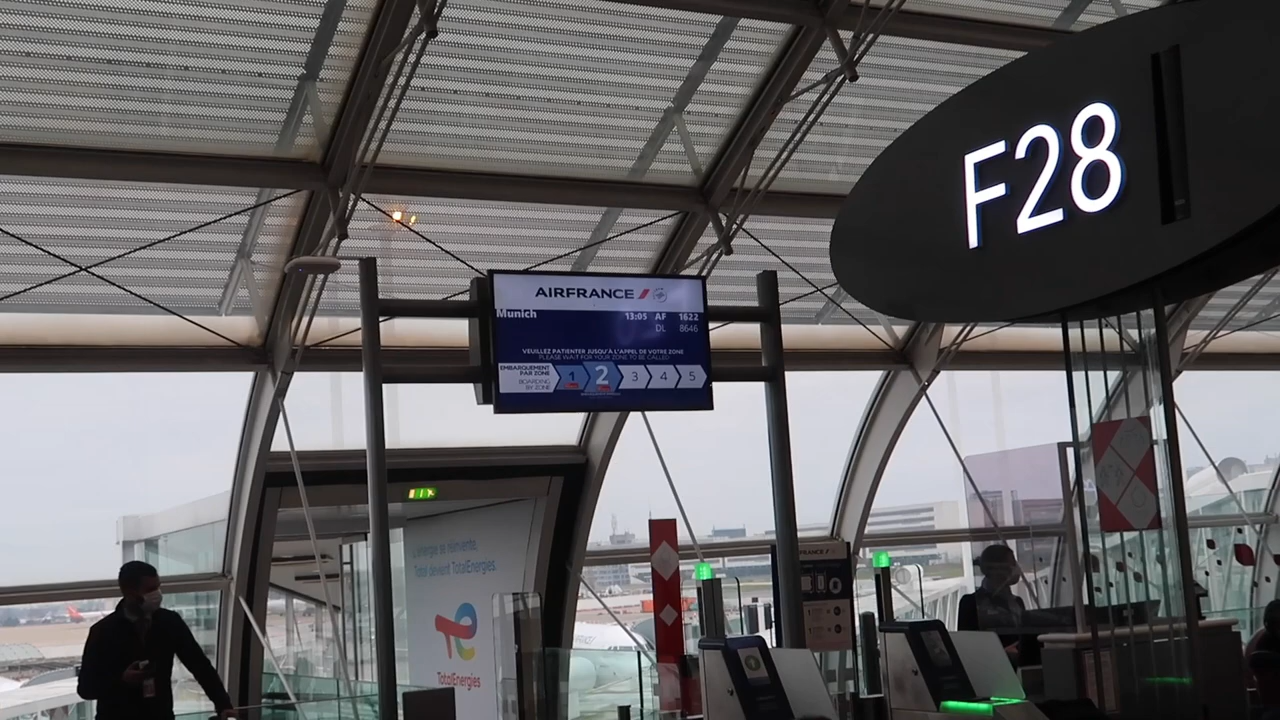 F28
AIRFRANCE
Munich 13:05 AF 1622
DL 8646
VEUILLEZ PATIENTER JUSQU'À L'APPEL DE VOTRE ZONE
PLEASE WAIT FOR YOUR ZONE TO BE CALLED
EMBARQUEMENT
PAR ZONE
BOARDING
BY ZONE
1 2 3 4 5
L'énergie se réinvente,
Total devient TotalEnergies
TotalEnergies